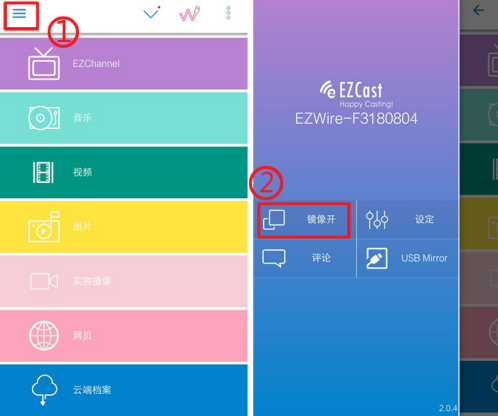 ①
EZChannel
音乐
视频
图片
实物摄像
网页
云端档案
EZCast
Happy Casting!
EZWire-F3180804
②
镜像开
设定
评论
USB Mirror
2.0.4